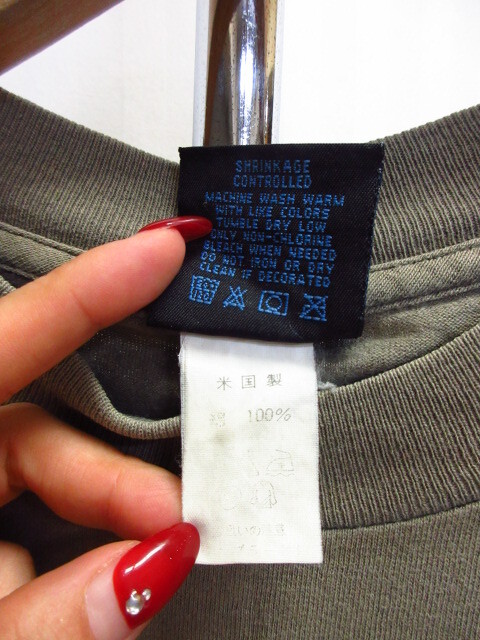 SHRINKAGE
CONTROLLED
MACHINE WASH WARM
WITH LIKE COLORS
TUMBLE DRY LOW
ONLY NON-CHLORINE
BLEACH WHEN NEEDED
DO NOT IRON OR DRY
CLEAN IF DECORATED
米国製
綿 100%